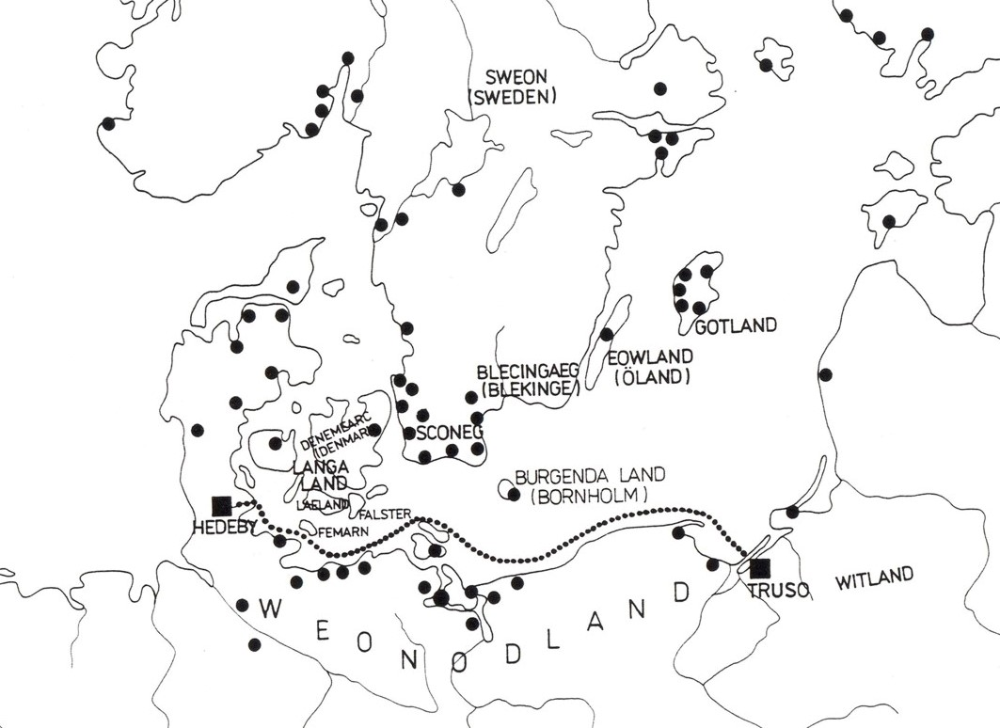 SWEON
(SWEDEN)
GOTLAND
EOWLAND
(ÖLAND)
BLECINGAEG
(BLEKINGE)
SCONEG
DENEMEARC
(DENMARK)
LANGA
LAND
LAELAND
FALSTER
FEMARN
BURGENDA LAND
(BORNHOLM)
HEDEBY
TRUSO
WITLAND
WEONODLAND